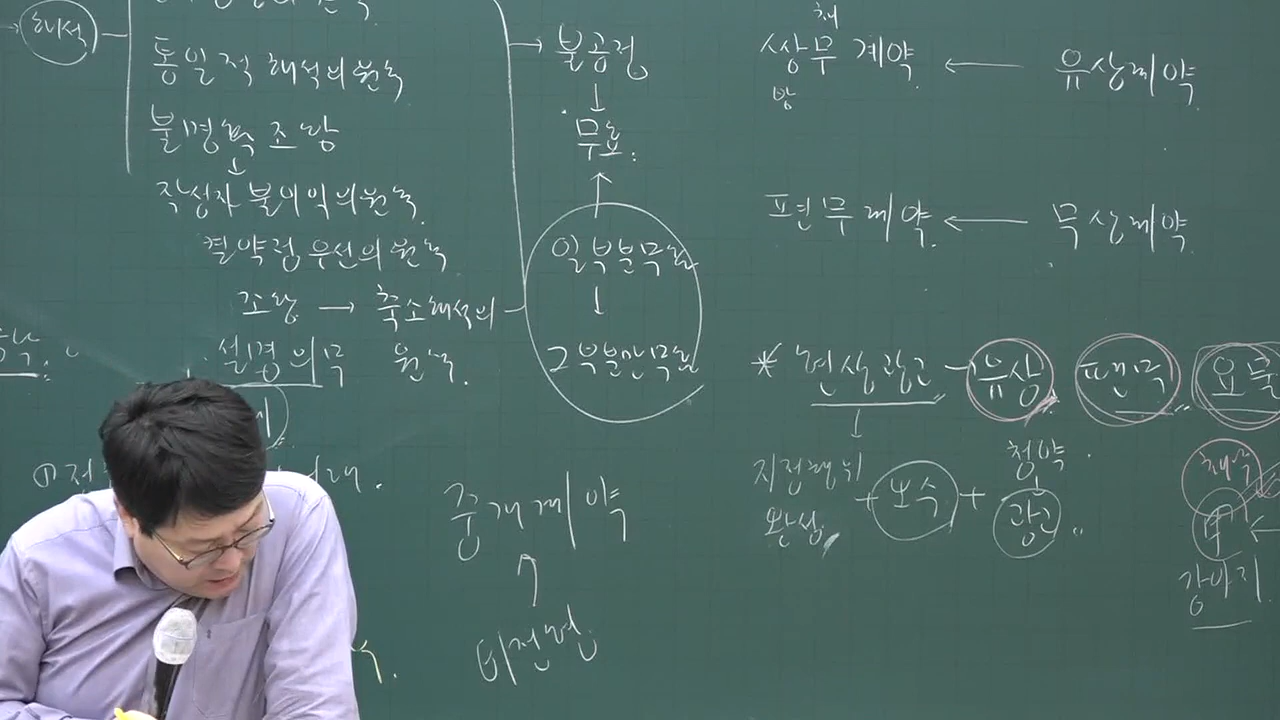 해석
통일적 해석의 원칙
불명확 조항
↓
작성자 불이익의 원칙.
개별약정 우선의 원칙
조항 → 축소해석의
원칙.
설명의무
→ 불공정
↓
무효.
↑
일부불무효
↓
그 부분만 무효
채
쌍무 계약 ← 유상계약
방
편무계약. ← 무상계약.
* 현상광고 - 유상 편무 요물
↓
지정행위
완성.
+ 보수 + 청약
광고
강아지.
중개계약
↑
비전형.